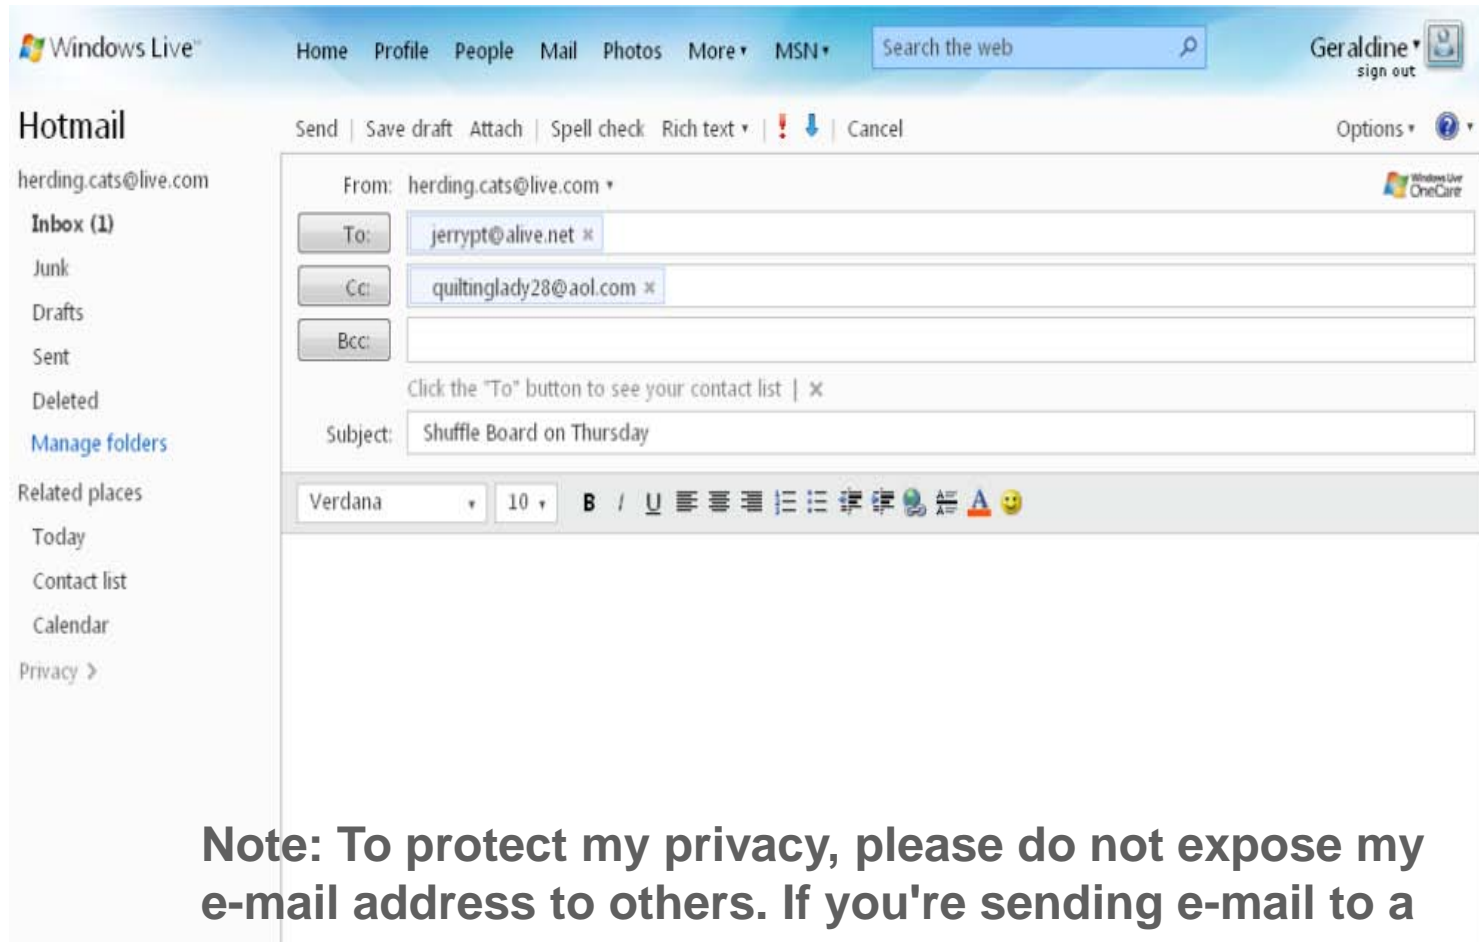 Windows Live™
Home Profile People Mail Photos More MSN Search the web Geraldine
sign out
Hotmail
Send | Save draft Attach | Spell check Rich text | Cancel Options
herding.cats@live.com
Inbox (1)
Junk
Drafts
Sent
Deleted
Manage folders
Related places
Today
Contact list
Calendar
Privacy >
From: herding.cats@live.com
Windows Live
OneCare
To: jerrypt@alive.net ×
Cc: quiltinglady28@aol.com ×
Bcc:
Click the "To" button to see your contact list | ×
Subject: Shuffle Board on Thursday
Verdana 10 B I U A
Note: To protect my privacy, please do not expose my
e-mail address to others. If you're sending e-mail to a